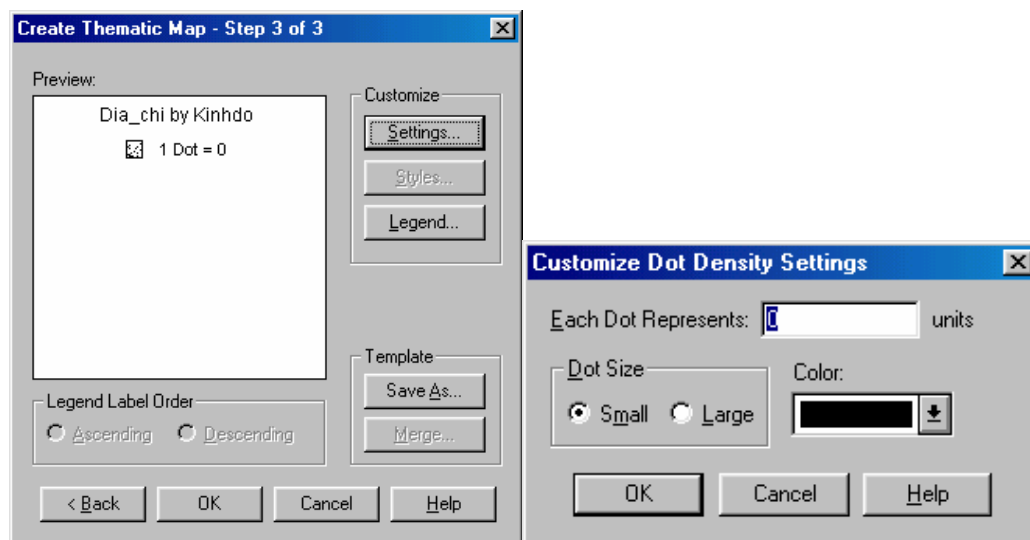 Create Thematic Map - Step 3 of 3
Preview:
Dia_chi by Kinhdo
1 Dot = 0
Customize
Settings...
Styles...
Legend...
Template
Save As...
Merge...
Legend Label Order
Ascending Descending
< Back OK Cancel Help
Customize Dot Density Settings
Each Dot Represents: 0 units
Dot Size
Small Large
Color:
OK Cancel Help